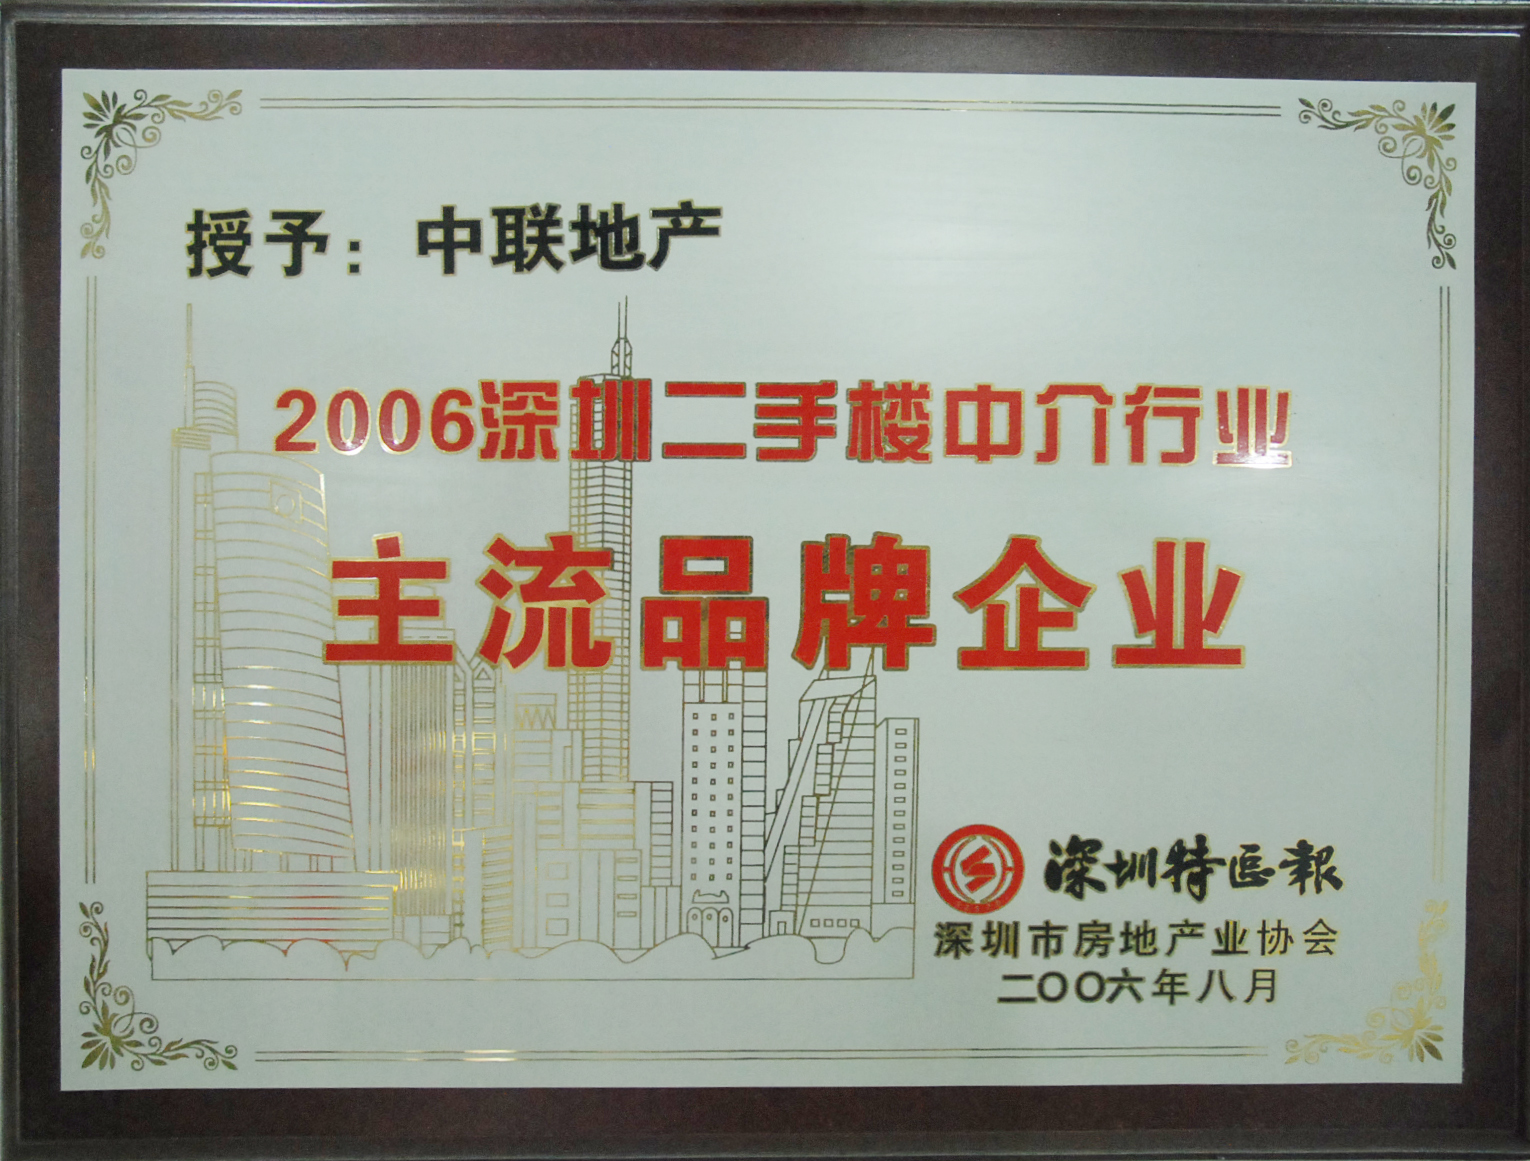 授予：中联地产
2006深圳二手楼中介行业
主流品牌企业
深圳特区報
深圳市房地产业协会
二〇〇六年八月